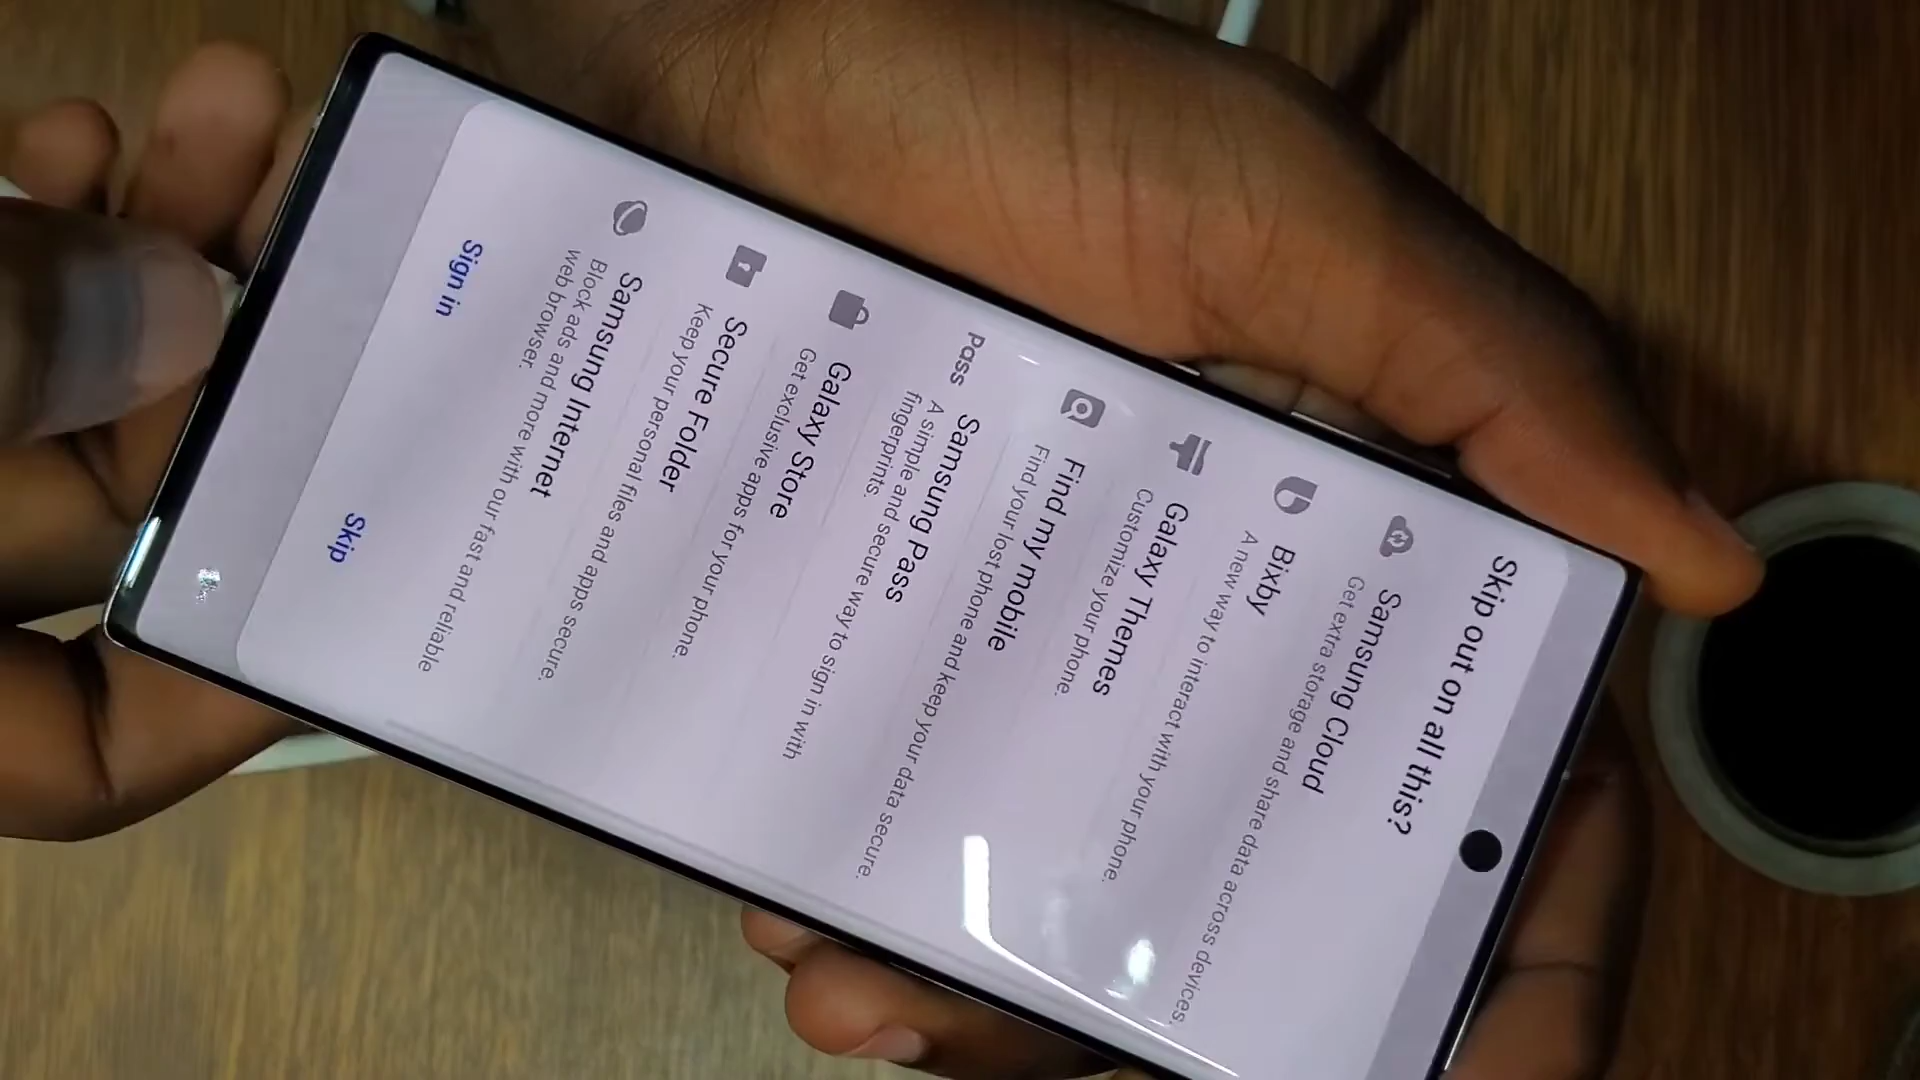 Skip out on all this?
Samsung Cloud
Get extra storage and share data across devices.
Bixby
A new way to interact with your phone.
Galaxy Themes
Customize your phone.
Find my mobile
Find your lost phone and keep your data secure.
Pass
Samsung Pass
A simple and secure way to sign in with
fingerprints.
Galaxy Store
Get exclusive apps for your phone.
Secure Folder
Keep your personal files and apps secure.
Samsung Internet
Block ads and more with our fast and reliable
web browser.
Skip
Sign in